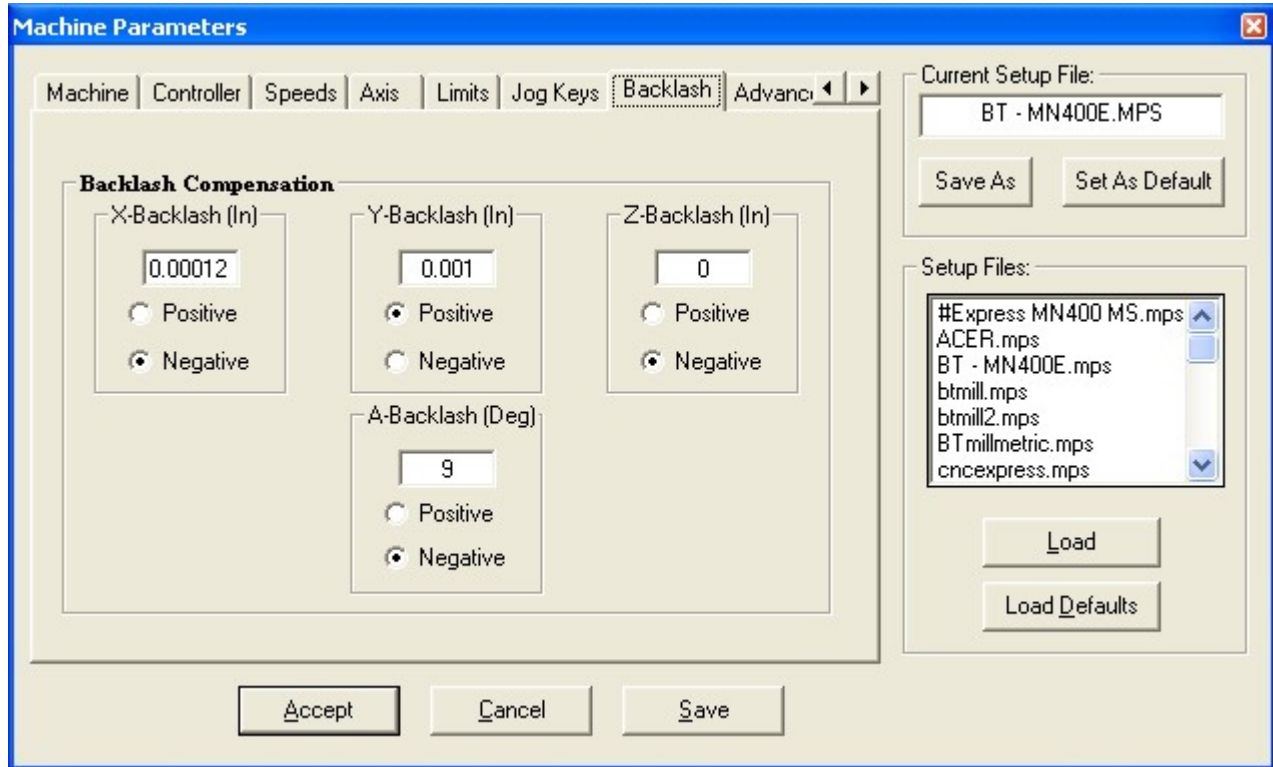 Machine Parameters
Machine Controller Speeds Axis Limits Jog Keys Backlash Advanc
Backlash Compensation
X-Backlash (In)
0.00012
Positive
Negative
Y-Backlash (In)
0.001
Positive
Negative
Z-Backlash (In)
0
Positive
Negative
A-Backlash (Deg)
9
Positive
Negative
Current Setup File:
BT - MN400E.MPS
Save As
Set As Default
Setup Files:
#Express MN400 MS.mps
ACER.mps
BT - MN400E.mps
btmill.mps
btmill2.mps
BTmillmetric.mps
cncexpress.mps
Load
Load Defaults
Accept
Cancel
Save